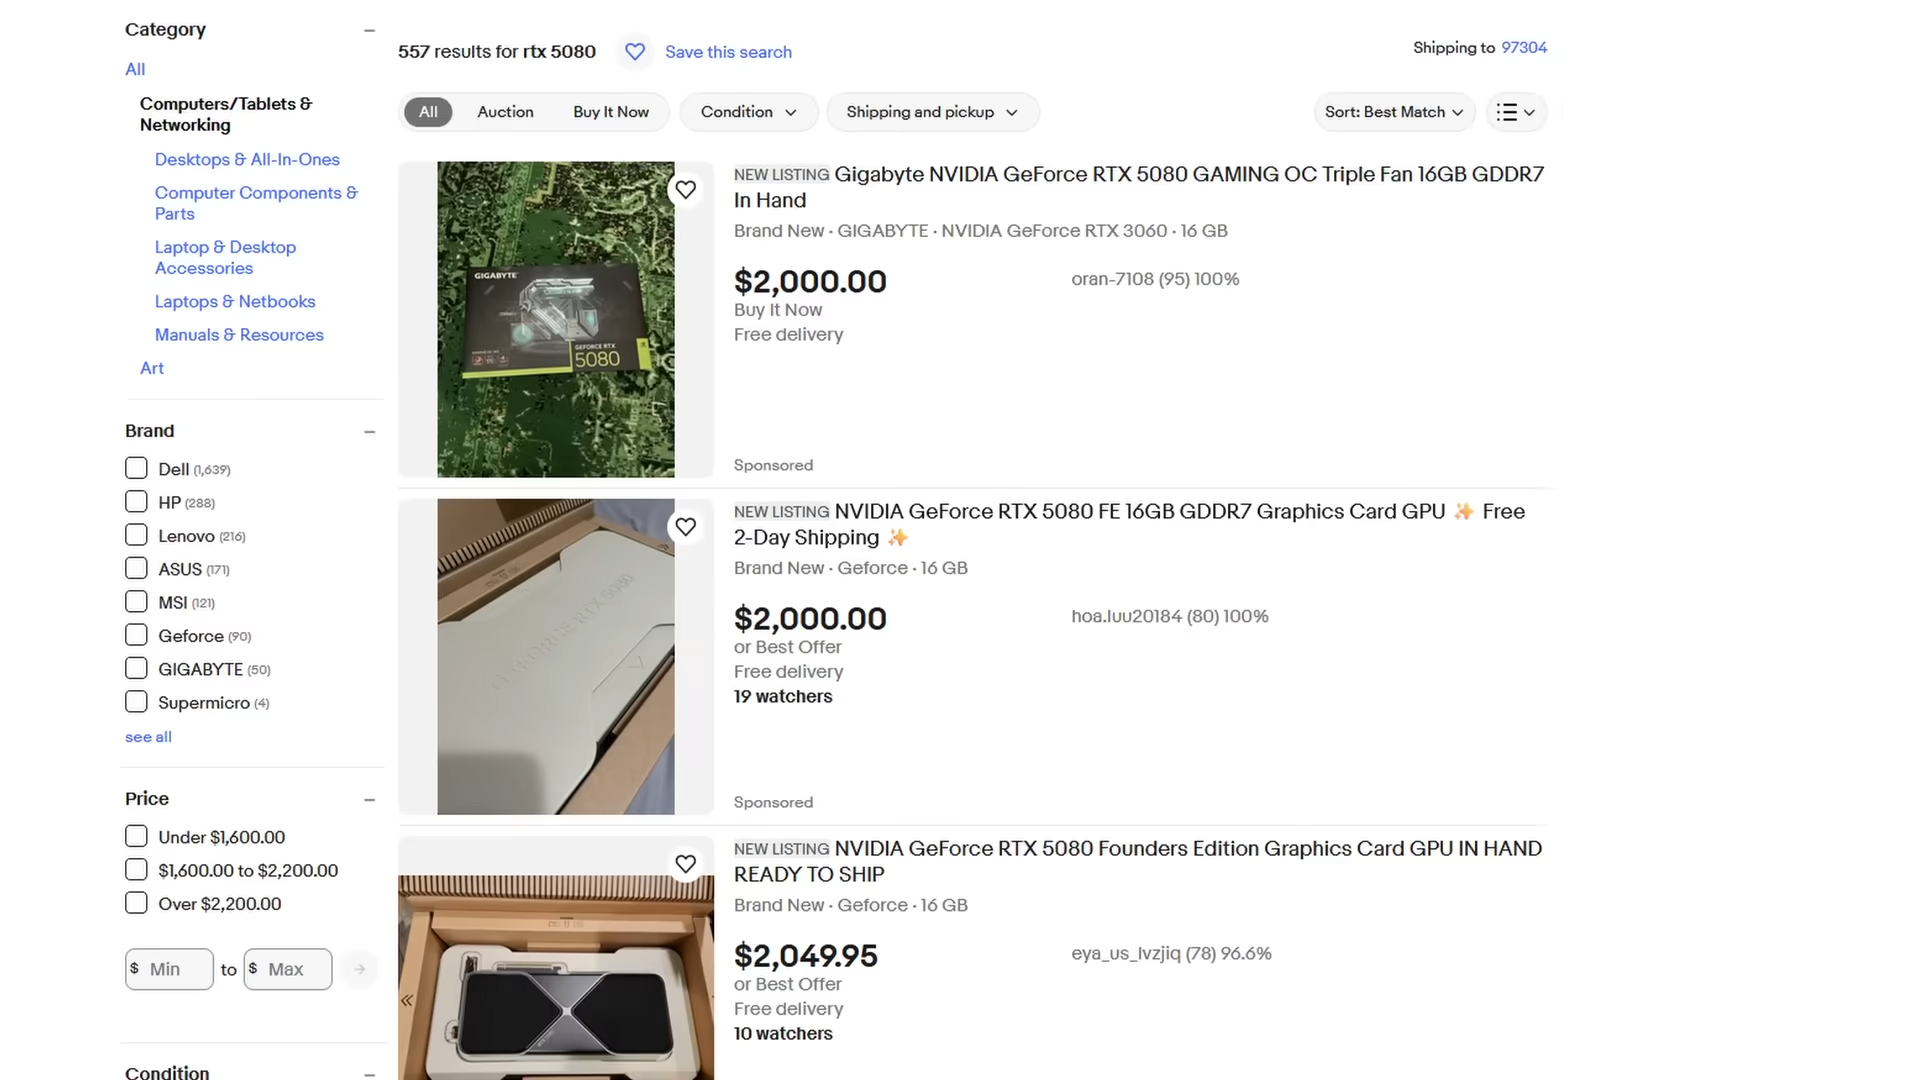 Category
All
Computers/Tablets &
Networking
Desktops & All-In-Ones
Computer Components &
Parts
Laptop & Desktop
Accessories
Laptops & Netbooks
Manuals & Resources
Art
Brand
Dell (1,639)
HP (288)
Lenovo (216)
ASUS (171)
MSI (121)
Geforce (90)
GIGABYTE (50)
Supermicro (4)
see all
Price
Under $1,600.00
$1,600.00 to $2,200.00
Over $2,200.00
$ Min to $ Max
Condition
557 results for rtx 5080
Save this search
Shipping to 97304
All Auction Buy It Now Condition Shipping and pickup Sort: Best Match
GIGABYTE
GEFORCE RTX
5080
NEW LISTING Gigabyte NVIDIA GeForce RTX 5080 GAMING OC Triple Fan 16GB GDDR7
In Hand
Brand New · GIGABYTE · NVIDIA GeForce RTX 3060 · 16 GB
$2,000.00
oran-7108 (95) 100%
Buy It Now
Free delivery
Sponsored
GEFORCE RTX 5080
NEW LISTING NVIDIA GeForce RTX 5080 FE 16GB GDDR7 Graphics Card GPU ✨ Free
2-Day Shipping ✨
Brand New · Geforce · 16 GB
$2,000.00
hoa.luu20184 (80) 100%
or Best Offer
Free delivery
19 watchers
Sponsored
NEW LISTING NVIDIA GeForce RTX 5080 Founders Edition Graphics Card GPU IN HAND
READY TO SHIP
Brand New · Geforce · 16 GB
$2,049.95
eya_us_lvzjiq (78) 96.6%
or Best Offer
Free delivery
10 watchers